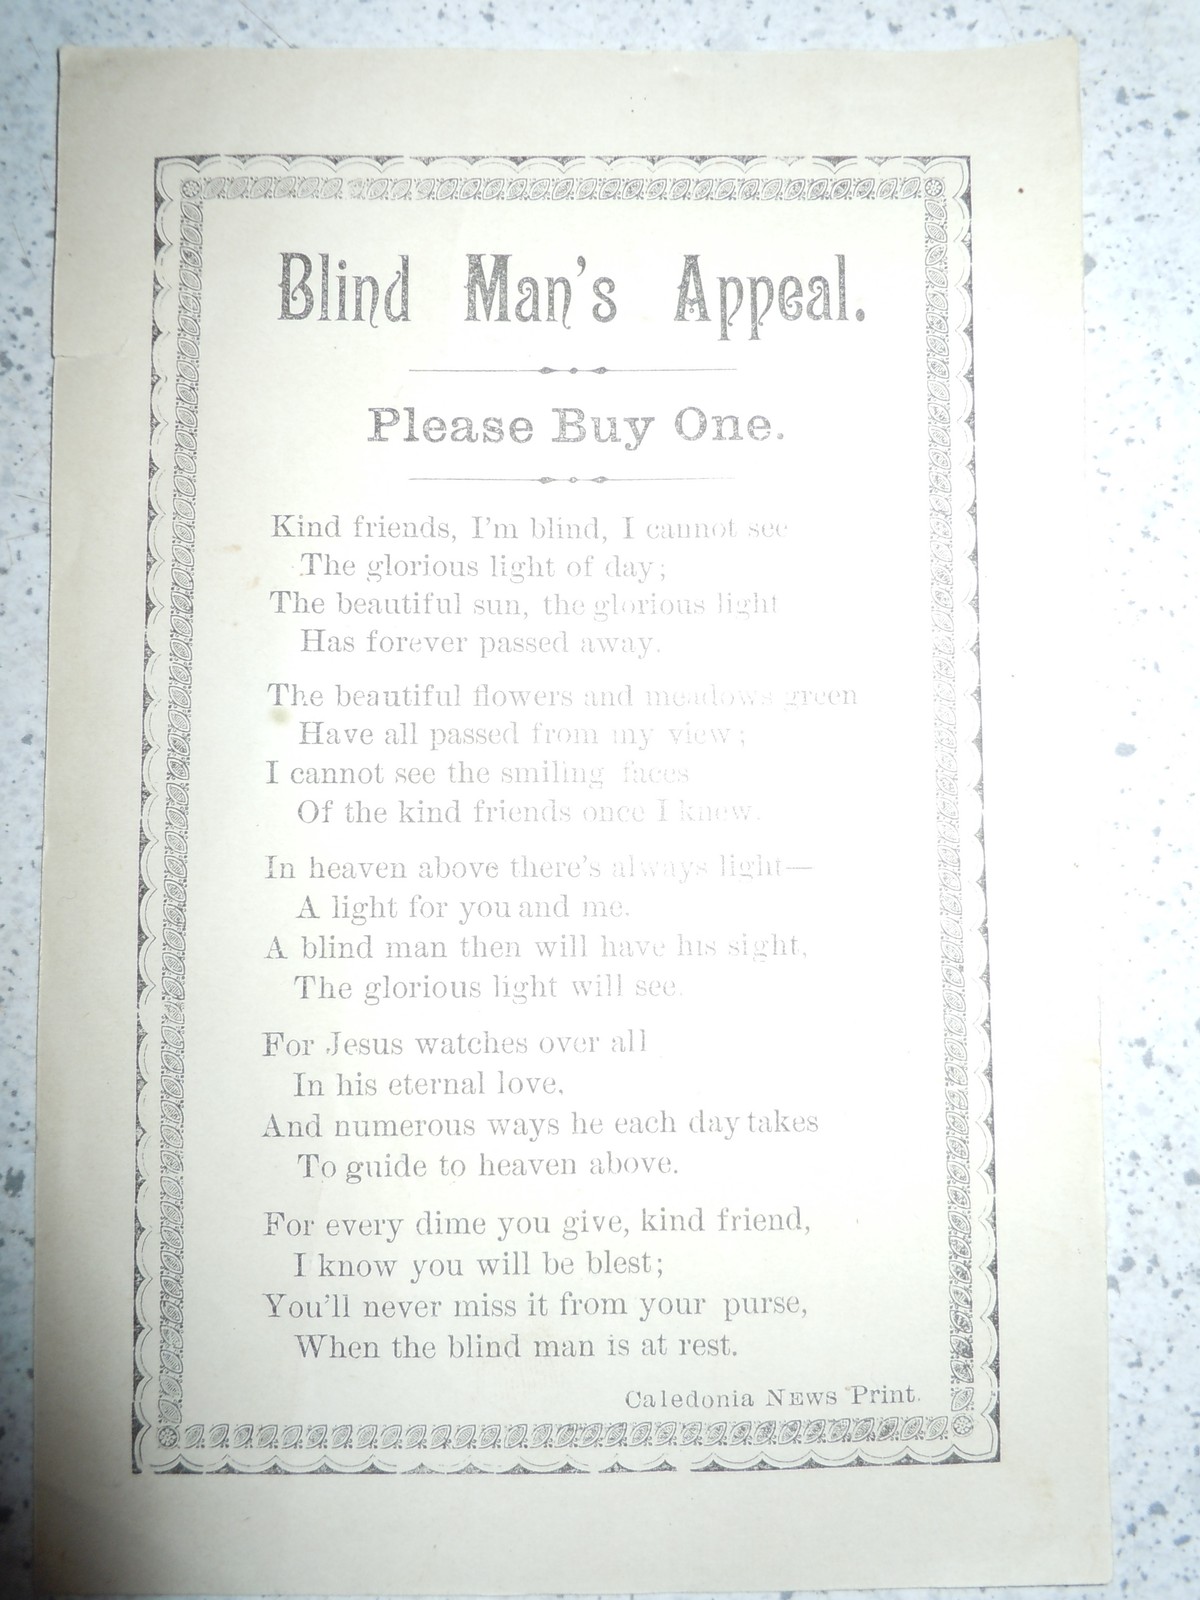 Blind Man's Appeal.
Please Buy One.
Kind friends, I'm blind, I cannot see
The glorious light of day;
The beautiful sun, the glorious light
Has forever passed away.
The beautiful flowers and meadows green
Have all passed from my view;
I cannot see the smiling faces
Of the kind friends once I knew.
In heaven above there's always light—
A light for you and me.
A blind man then will have his sight,
The glorious light will see.
For Jesus watches over all
In his eternal love,
And numerous ways he each day takes
To guide to heaven above.
For every dime you give, kind friend,
I know you will be blest;
You'll never miss it from your purse,
When the blind man is at rest.
Caledonia NEWS Print.